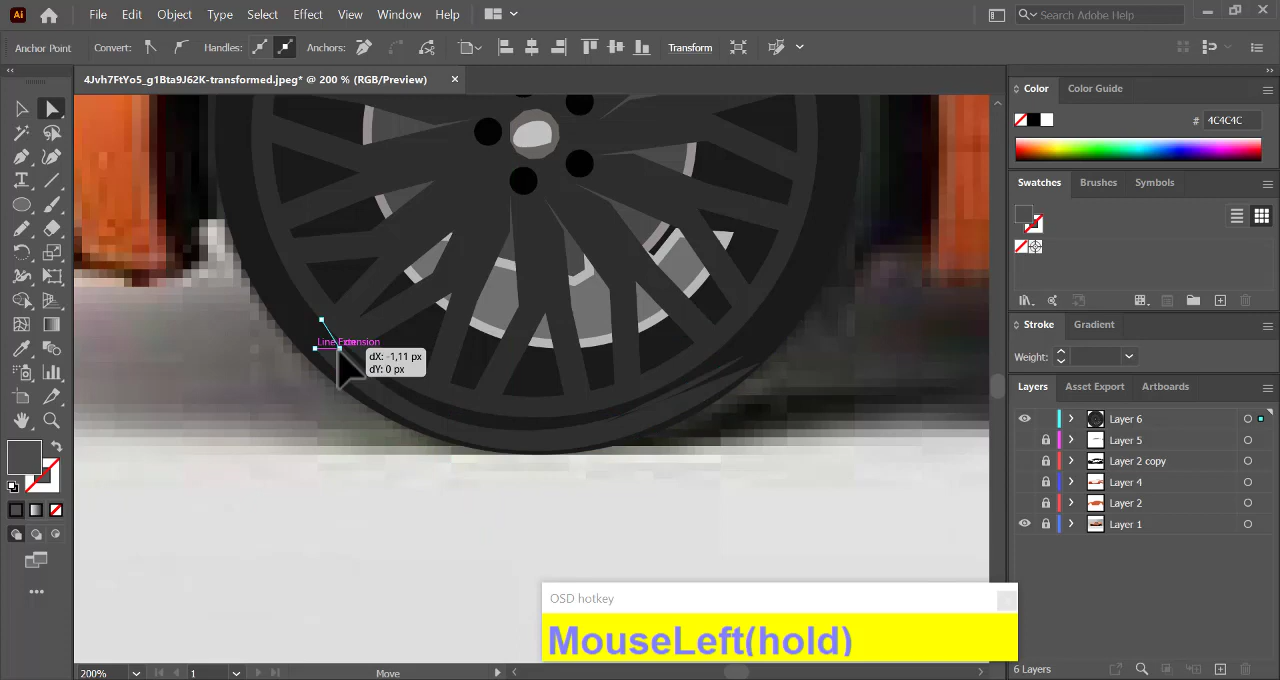 Ai File Edit Object Type Select Effect View Window Help Search Adobe Help
Anchor Point Convert: Handles: Anchors: Transform
4Jvh7FtYo5_g1Bta9J62K-transformed.jpeg* @ 200 % (RGB/Preview)
Color Color Guide
# 4C4C4C
Swatches Brushes Symbols
Stroke Gradient
Weight:
Layers Asset Export Artboards
Layer 6
Layer 5
Layer 2 copy
Layer 4
Layer 2
Layer 1
dX: -1,11 px
dY: 0 px
OSD hotkey
MouseLeft(hold)
200% 1 Move 6 Layers